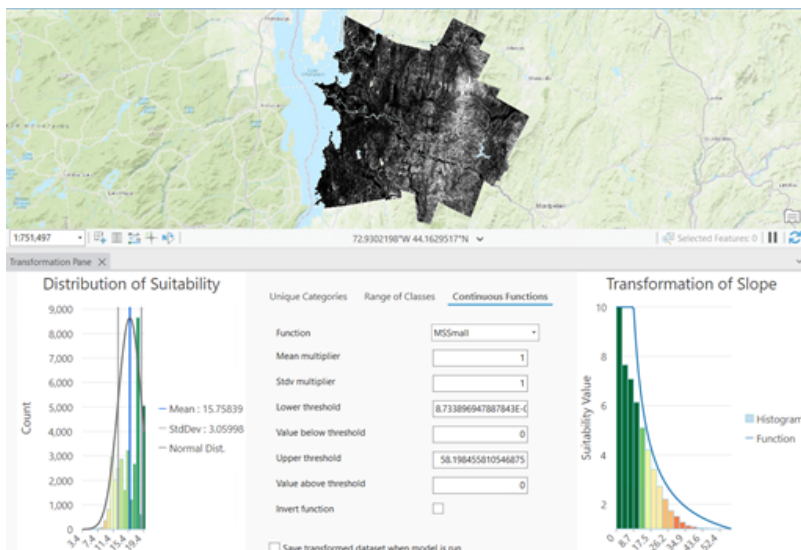 Montpelier
1:751,497
72.9302198°W 44.1629517°N
Selected Features: 0
Transformation Pane
Distribution of Suitability
Transformation of Slope
Unique Categories Range of Classes Continuous Functions
Function MSSmall
Mean multiplier 1
Stdv multiplier 1
Lower threshold 8.733896947887843E-0
Value below threshold 0
Upper threshold 58.198455810546875
Value above threshold 0
Invert function
Save transformed dataset when model is run
Count
9,000
8,000
7,000
6,000
5,000
4,000
3,000
2,000
1,000
0
3.4
7.4
11.4
15.4
19.4
Mean : 15.75839
StdDev : 3.05998
Normal Dist.
Suitability Value
10
8
6
4
2
0
8.7
17.5
26.2
34.9
43.6
52.4
Histogram
Function